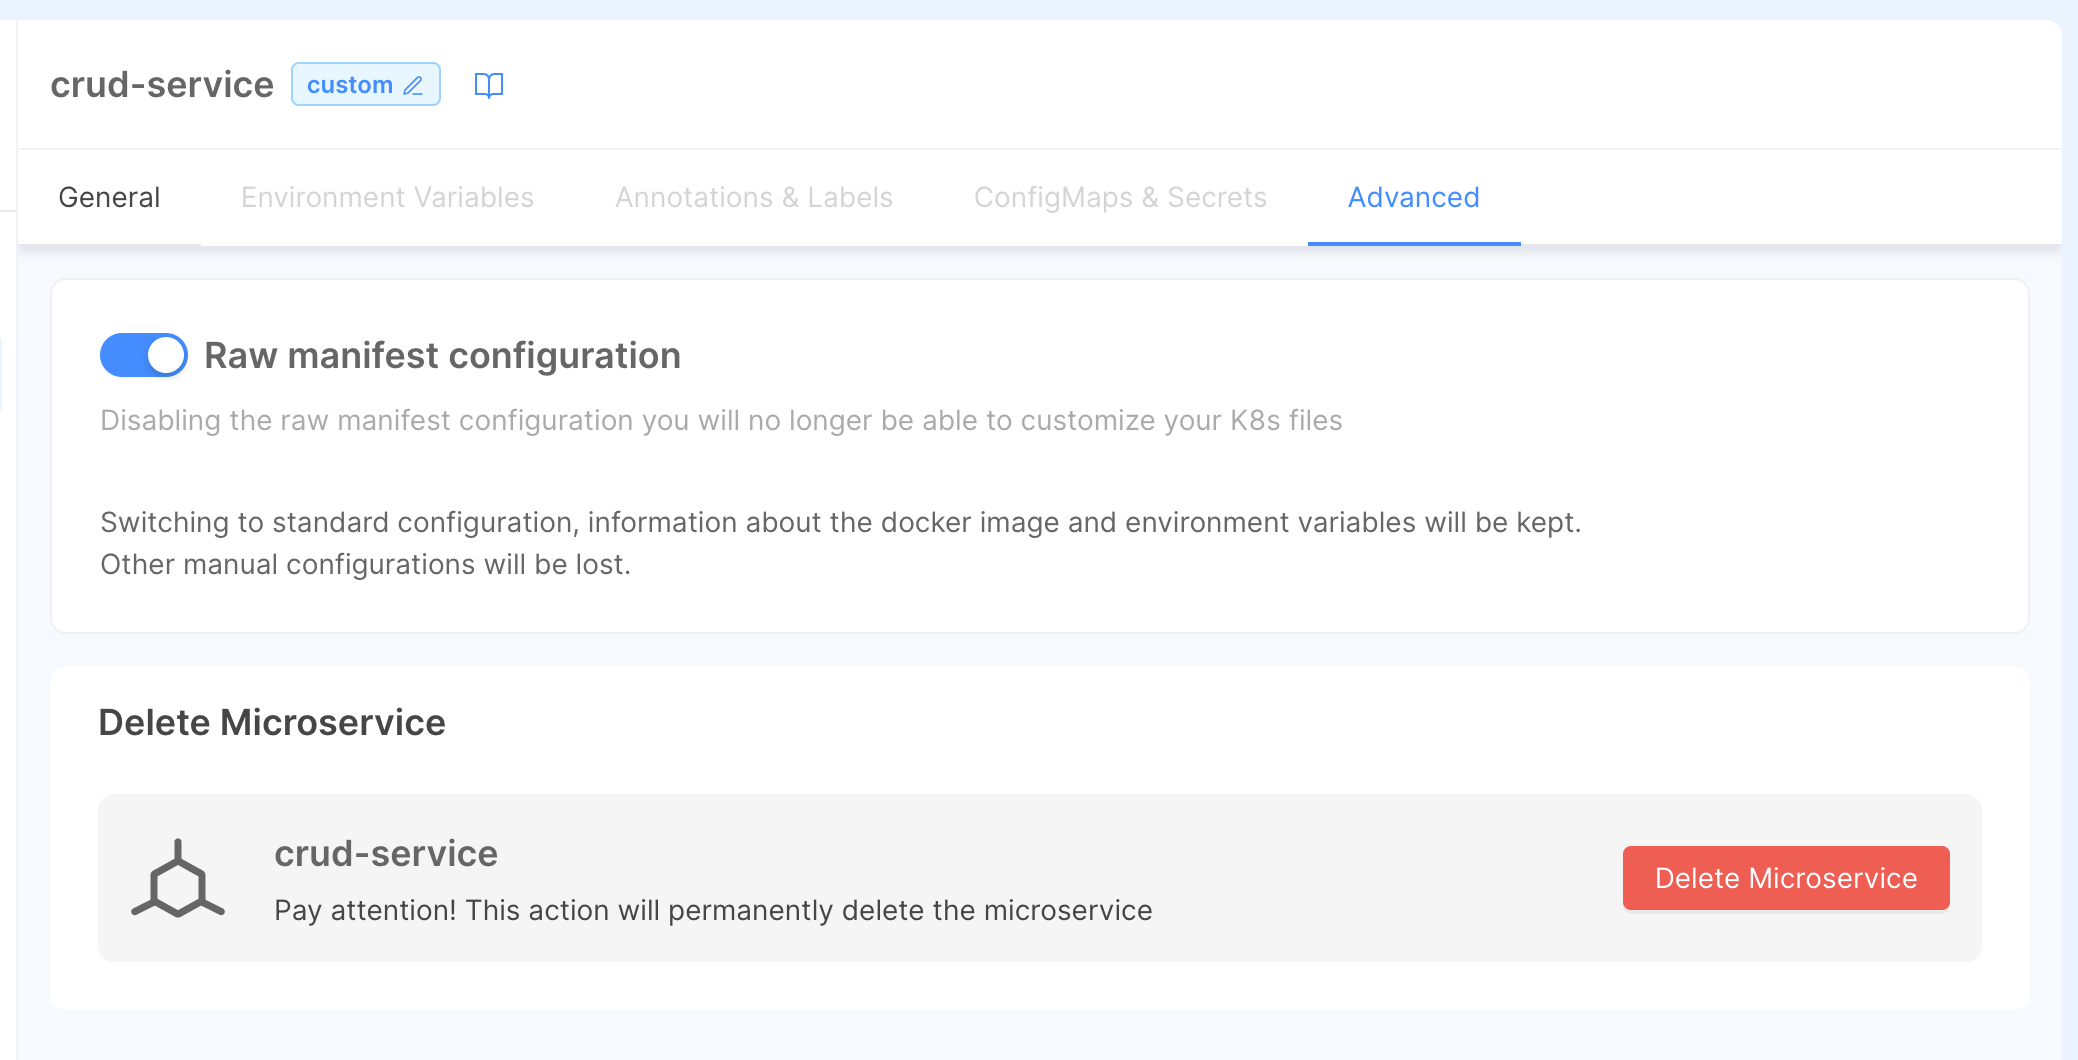 crud-service custom
General Environment Variables Annotations & Labels ConfigMaps & Secrets Advanced
Raw manifest configuration
Disabling the raw manifest configuration you will no longer be able to customize your K8s files
Switching to standard configuration, information about the docker image and environment variables will be kept.
Other manual configurations will be lost.
Delete Microservice
crud-service
Pay attention! This action will permanently delete the microservice
Delete Microservice